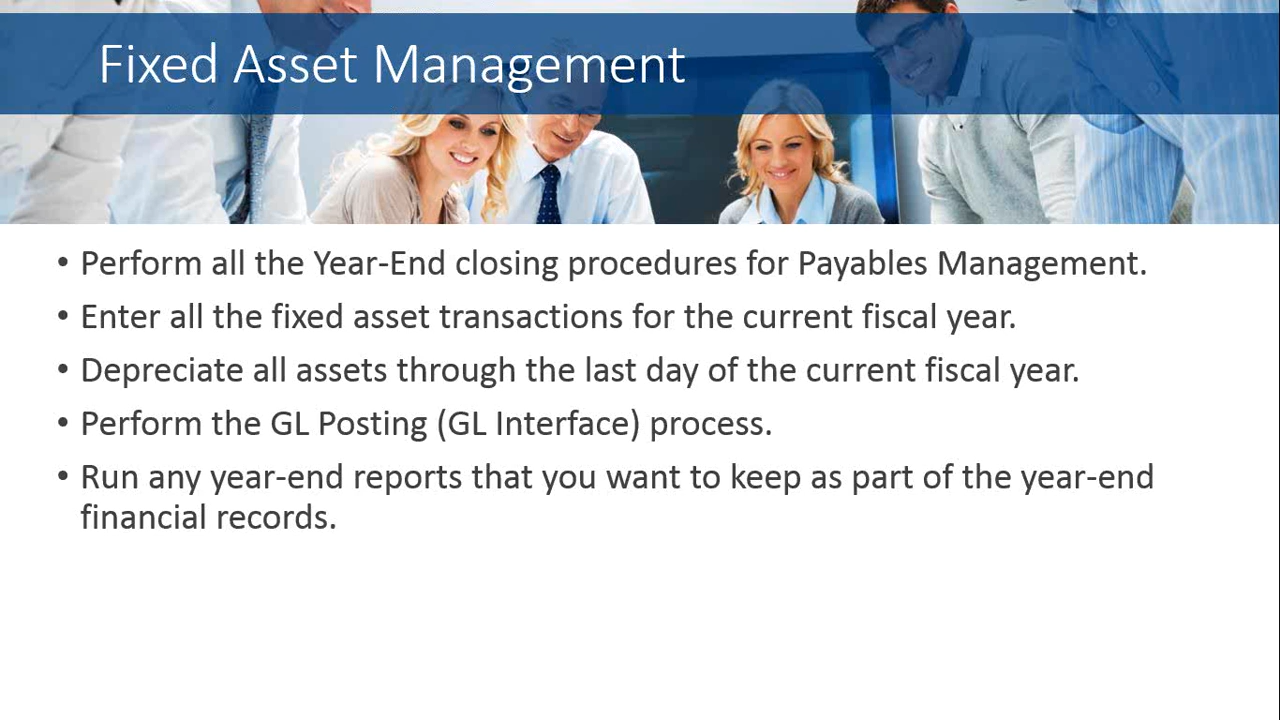 Fixed Asset Management
• Perform all the Year-End closing procedures for Payables Management.
• Enter all the fixed asset transactions for the current fiscal year.
• Depreciate all assets through the last day of the current fiscal year.
• Perform the GL Posting (GL Interface) process.
• Run any year-end reports that you want to keep as part of the year-end
financial records.